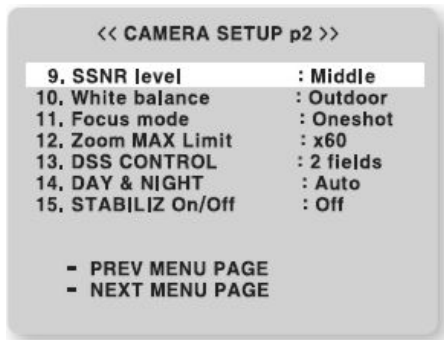 << CAMERA SETUP p2 >>
9. SSNR level : Middle
10. White balance : Outdoor
11. Focus mode : Oneshot
12. Zoom MAX Limit : x60
13. DSS CONTROL : 2 fields
14. DAY & NIGHT : Auto
15. STABILIZ On/Off : Off
- PREV MENU PAGE
- NEXT MENU PAGE